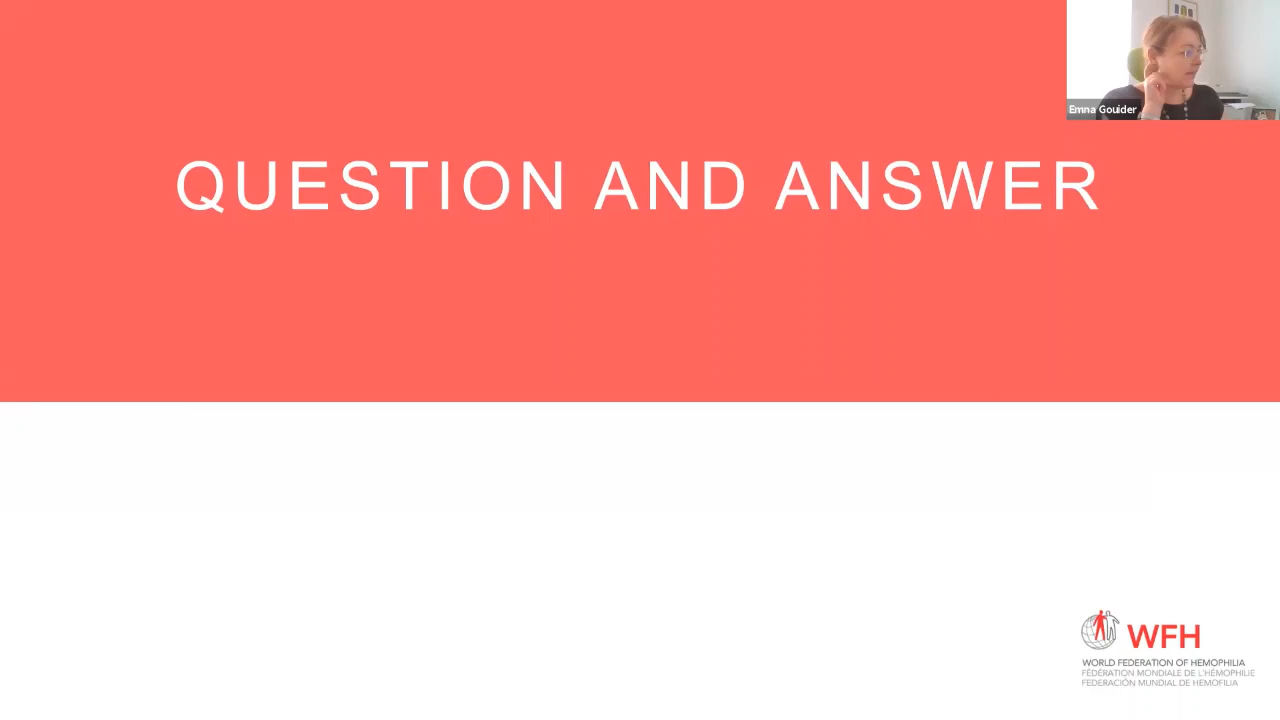 Emna Gouider
QUESTION AND ANSWER
WFH
WORLD FEDERATION OF HEMOPHILIA
FÉDÉRATION MONDIALE DE L'HÉMOPHILIE
FEDERACIÓN MUNDIAL DE HEMOFILIA